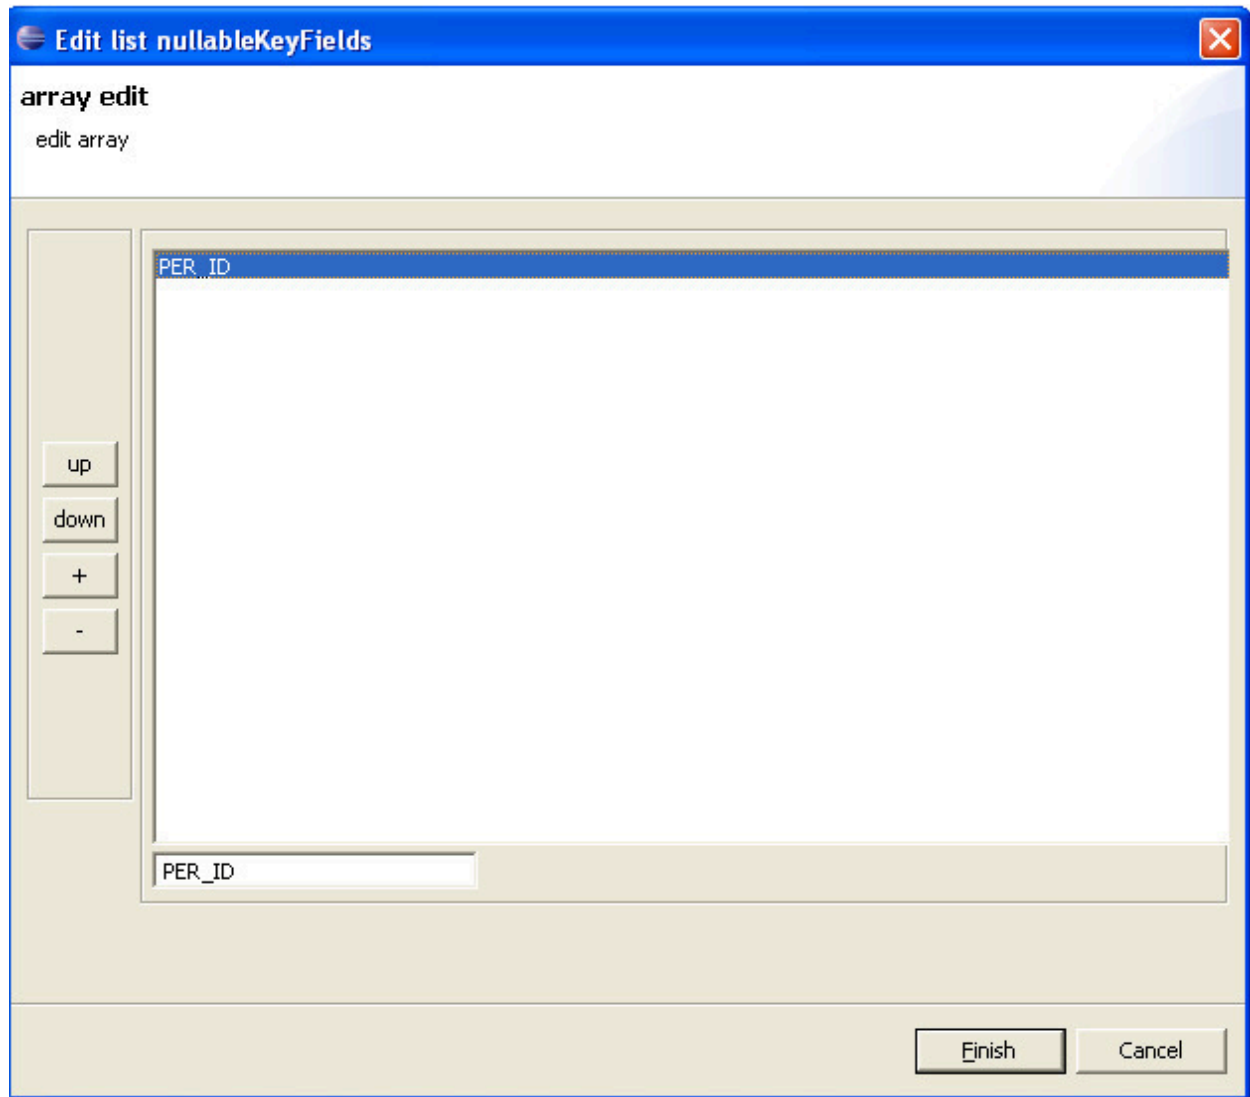 Edit list nullableKeyFields
array edit
edit array
PER_ID
up
down
+
-
PER_ID
Finish
Cancel